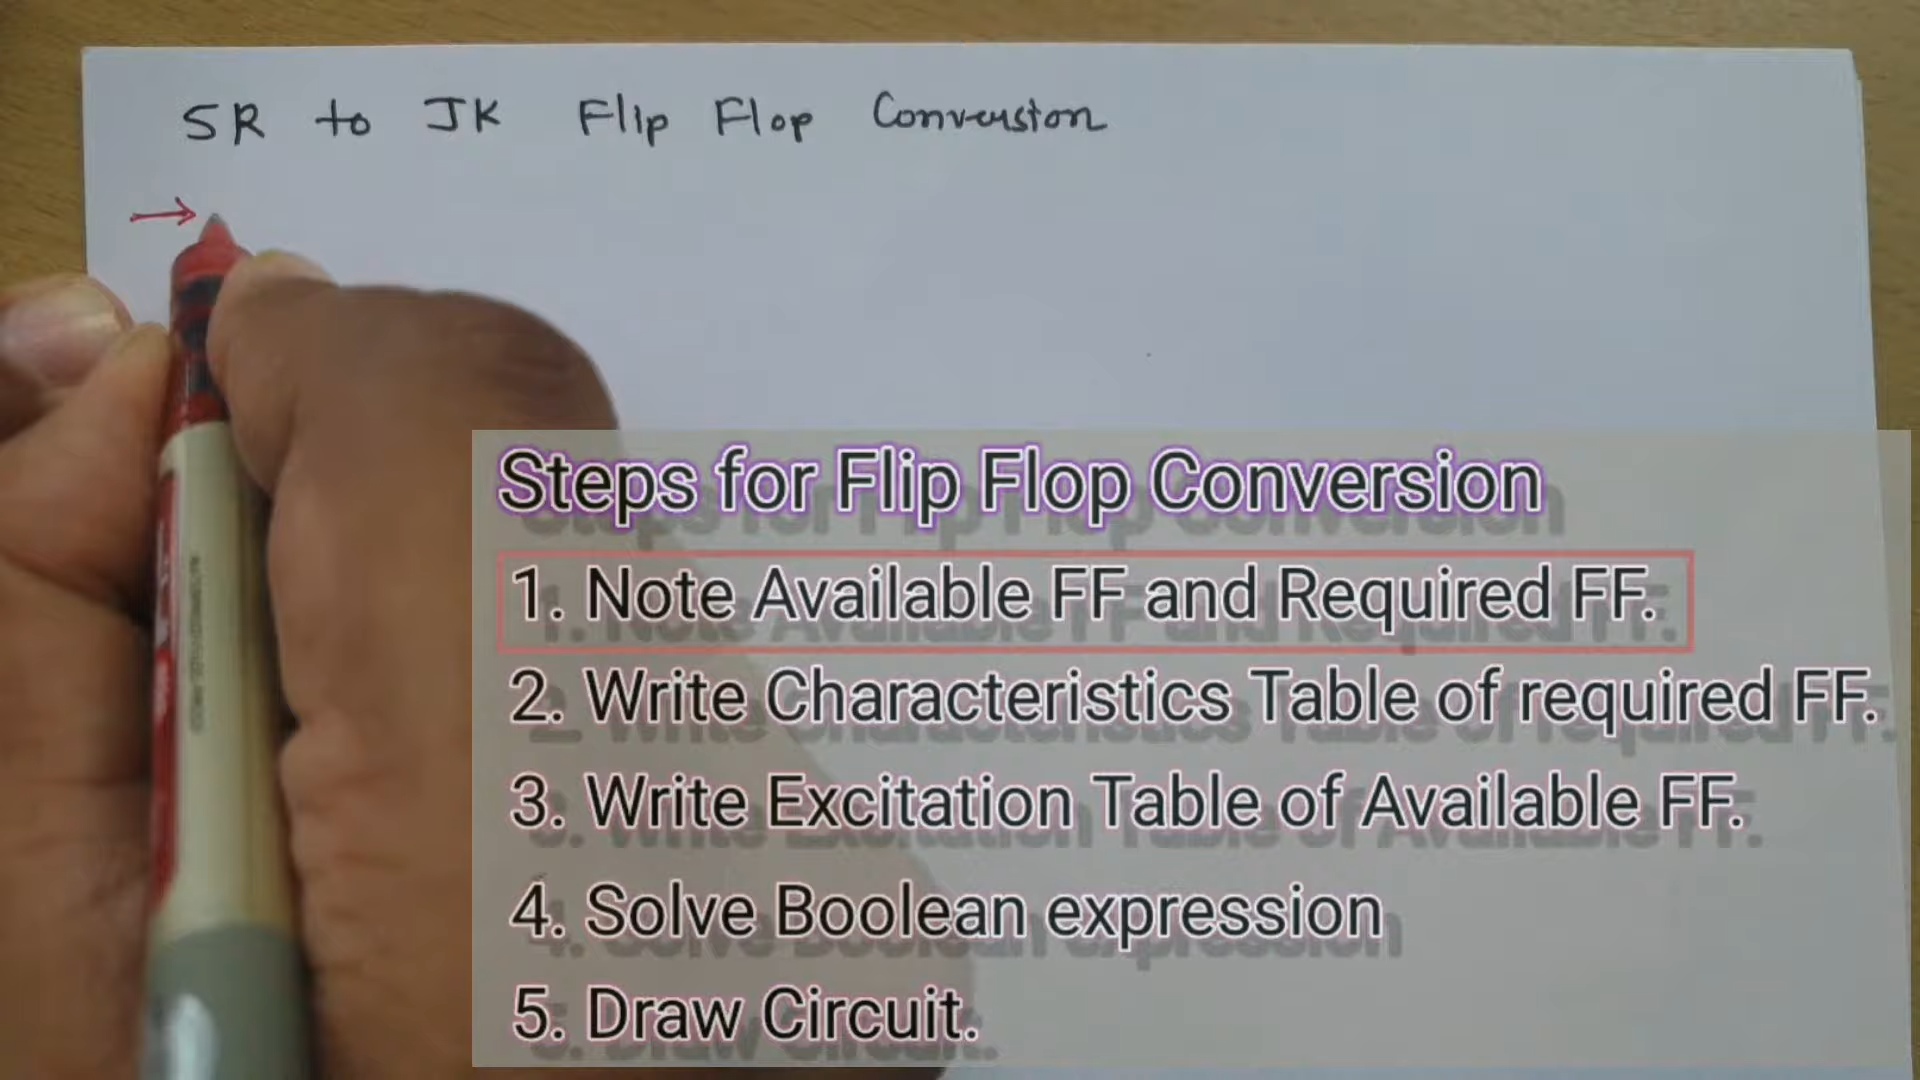 SR to JK Flip Flop Conversion
Steps for Flip Flop Conversion
1. Note Available FF and Required FF.
2. Write Characteristics Table of required FF.
3. Write Excitation Table of Available FF.
4. Solve Boolean expression
5. Draw Circuit.